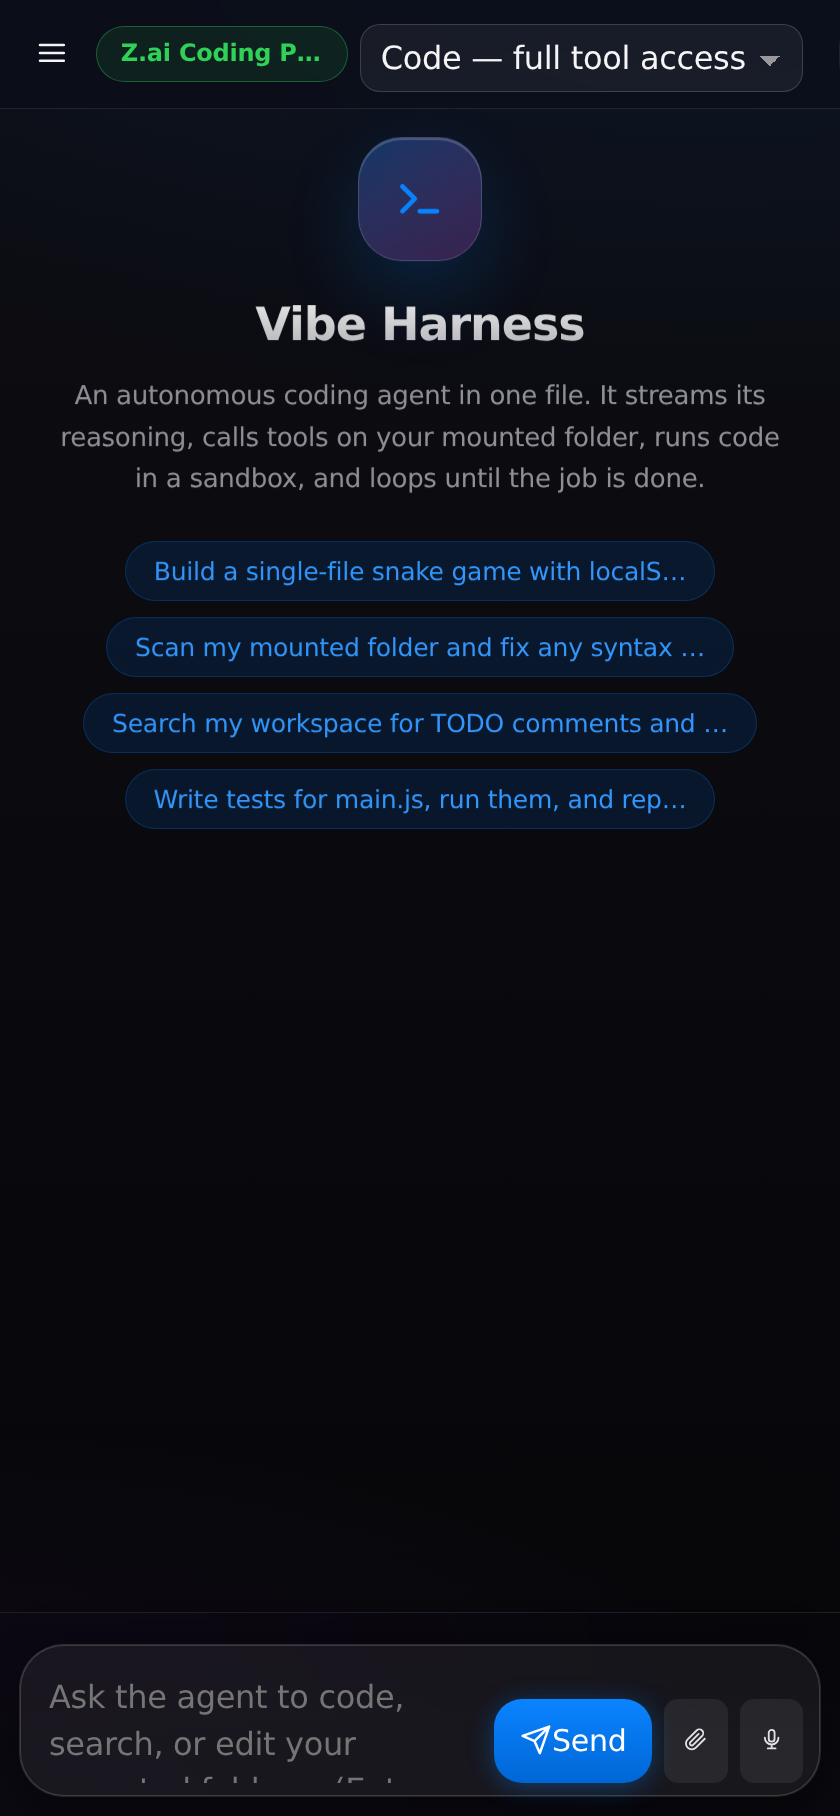 Z.ai Coding P...
Code — full tool access
Vibe Harness
An autonomous coding agent in one file. It streams its
reasoning, calls tools on your mounted folder, runs code
in a sandbox, and loops until the job is done.
Build a single-file snake game with localS...
Scan my mounted folder and fix any syntax ...
Search my workspace for TODO comments and ...
Write tests for main.js, run them, and rep...
Ask the agent to code,
search, or edit your
Send